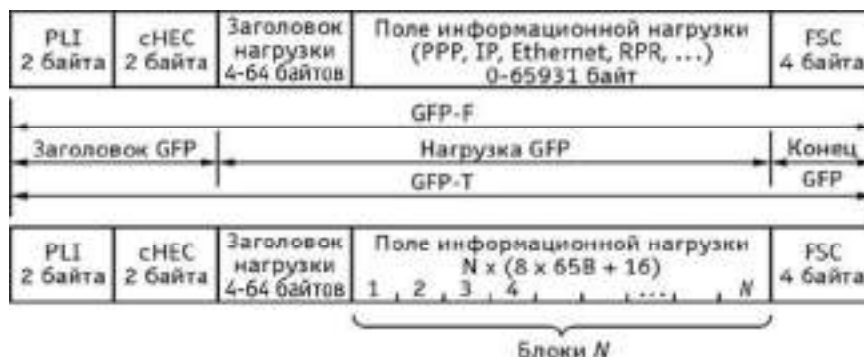 PLI
2 байта
cHEC
2 байта
Заголовок
нагрузки
4-64 байтов
Поле информационной нагрузки
(PPP, IP, Ethernet, RPR, ...)
0-65931 байт
FSC
4 байта
GFP-F
Заголовок GFP
Нагрузка GFP
Конец
GFP
GFP-T
PLI
2 байта
cHEC
2 байта
Заголовок
нагрузки
4-64 байтов
Поле информационной нагрузки
N x (8 x 65B + 16)
1 2 3 4 ... N
FSC
4 байта
Блоки N